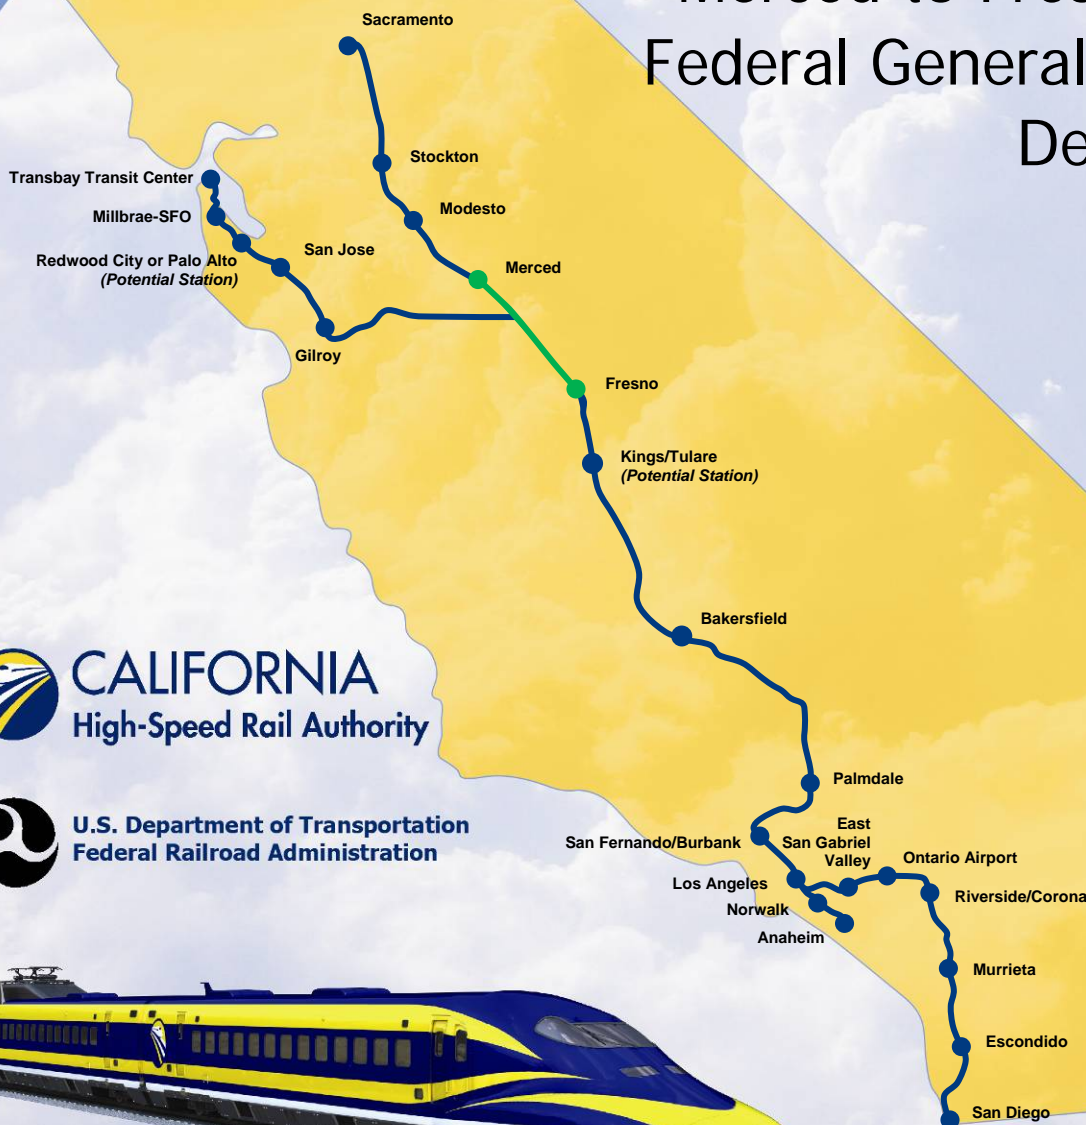 Federal General
Sacramento
Stockton
Transbay Transit Center
Modesto
Millbrae-SFO
San Jose
Redwood City or Palo Alto
(Potential Station)
Merced
Gilroy
Fresno
Kings/Tulare
(Potential Station)
Bakersfield
CALIFORNIA
High-Speed Rail Authority
Palmdale
U.S. Department of Transportation
Federal Railroad Administration
San Fernando/Burbank
East
San Gabriel
Valley
Ontario Airport
Los Angeles
Riverside/Corona
Norwalk
Anaheim
Murrieta
Escondido
San Diego